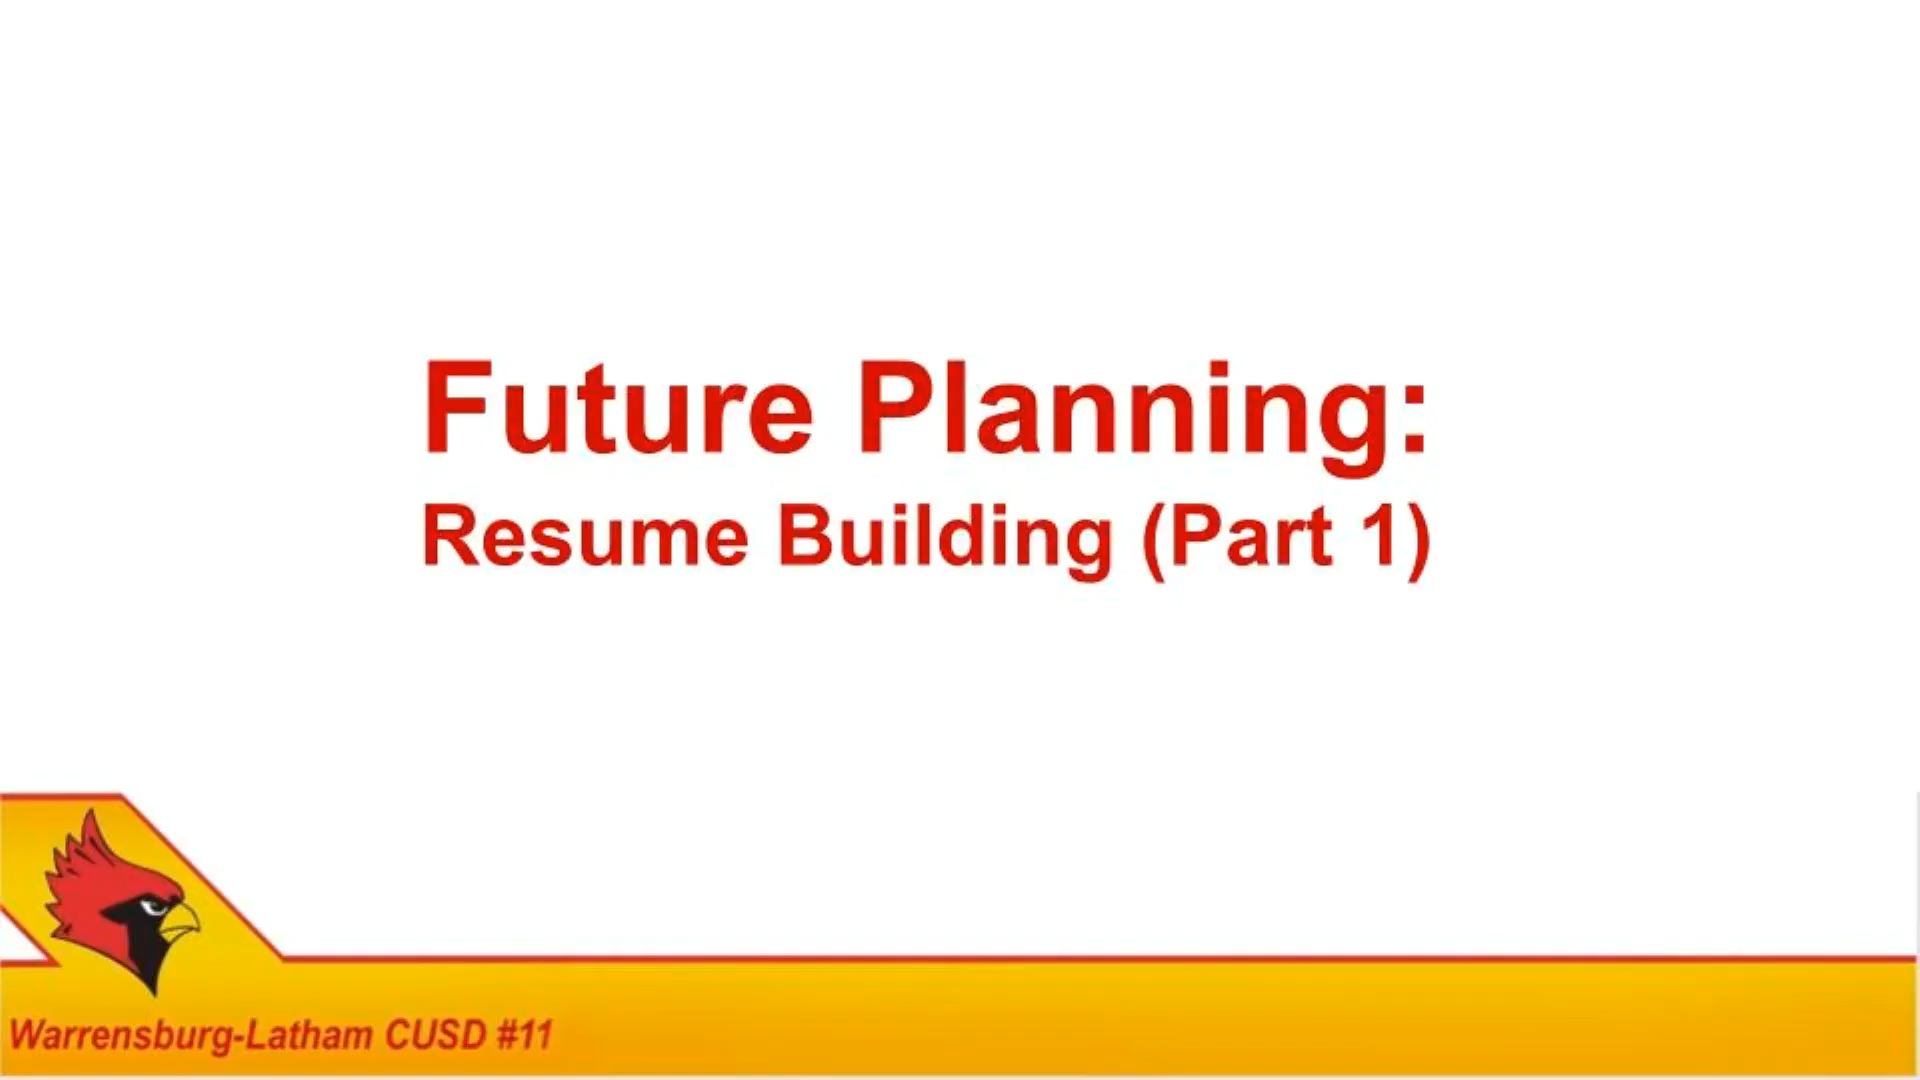 Future Planning:
Resume Building (Part 1)
Warrensburg-Latham CUSD #11